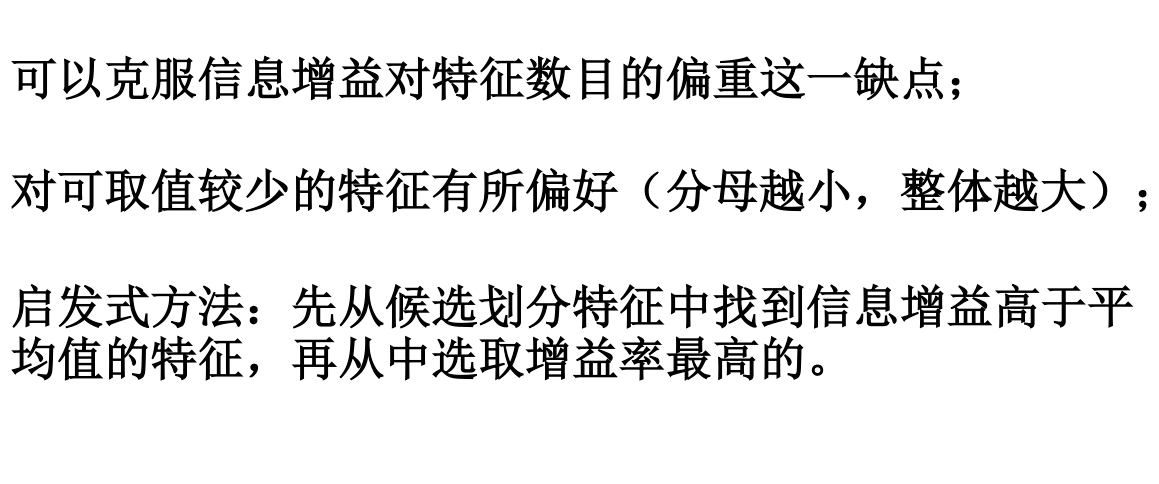 可以克服信息增益对特征数目的偏重这一缺点；
对可取值较少的特征有所偏好（分母越小，整体越大）；
启发式方法：先从候选划分特征中找到信息增益高于平
均值的特征，再从中选取增益率最高的。